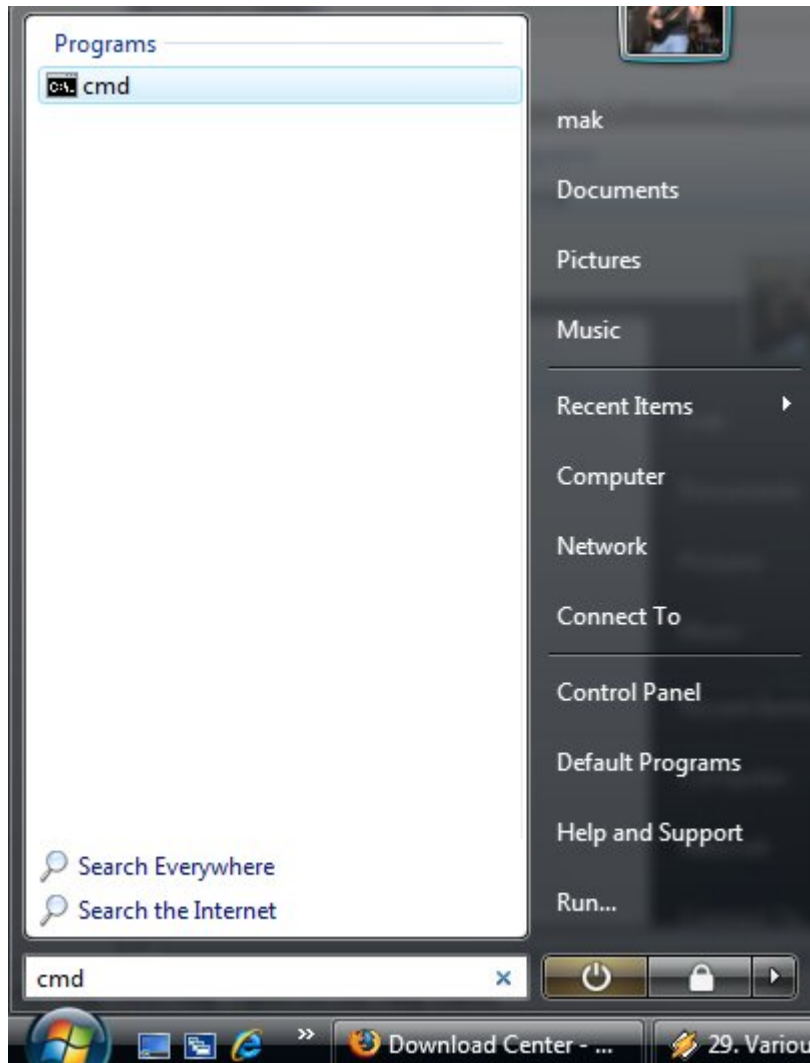 Programs
cmd
Search Everywhere
Search the Internet
cmd
mak
Documents
Pictures
Music
Recent Items
Computer
Network
Connect To
Control Panel
Default Programs
Help and Support
Run...
Download Center - ...
29. Variou